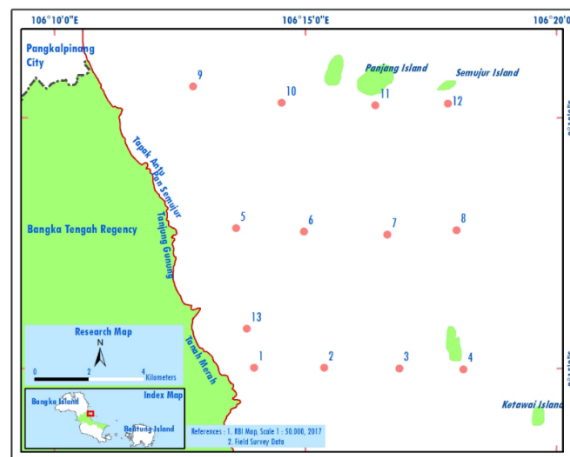 106°10'0"E
106°15'0"E
106°20'0"E
Pangkalpinang
City
Panjang Island
Semujur Island
9
10
11
12
Tapak Antu
Pan Semujur
Tanjung Gunung
Bangka Tengah Regency
5
6
7
8
13
Research Map
N
0 2 4
Kilometers
Tanah Merah
1
2
3
4
Index Map
Bangka Island
Belitung Island
Ketawai Island
References : 1. RBI Map, Scale 1 : 50.000, 2017
2. Field Survey Data